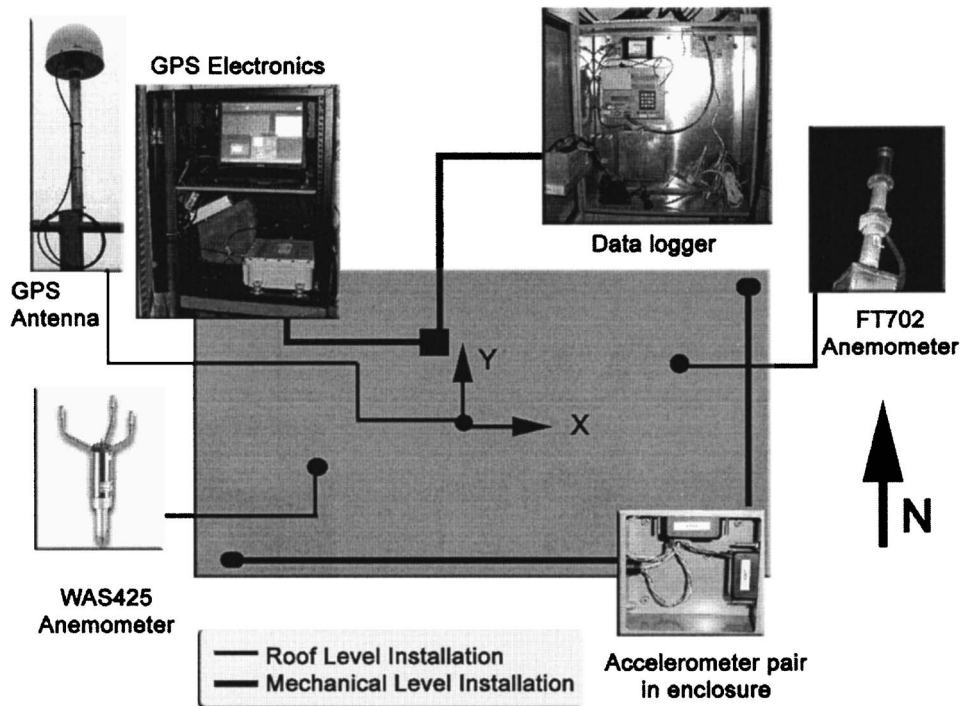 GPS Electronics
Data logger
GPS
Antenna
FT702
Anemometer
Y
X
N
WAS425
Anemometer
Roof Level Installation
Mechanical Level Installation
Accelerometer pair
in enclosure